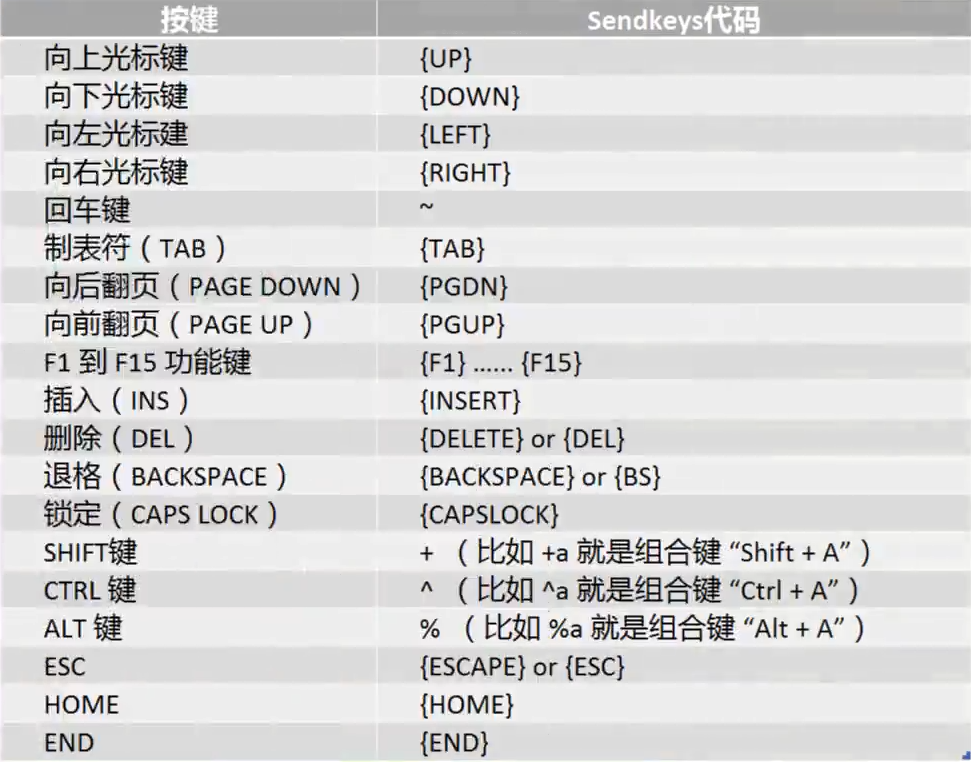 按键 Sendkeys代码
向上光标键 {UP}
向下光标键 {DOWN}
向左光标建 {LEFT}
向右光标键 {RIGHT}
回车键 ~
制表符（TAB） {TAB}
向后翻页（PAGE DOWN） {PGDN}
向前翻页（PAGE UP） {PGUP}
F1 到 F15 功能键 {F1} …… {F15}
插入（INS） {INSERT}
删除（DEL） {DELETE} or {DEL}
退格（BACKSPACE） {BACKSPACE} or {BS}
锁定（CAPS LOCK） {CAPSLOCK}
SHIFT键 + （比如 +a 就是组合键 “Shift + A”）
CTRL 键 ^ （比如 ^a 就是组合键 “Ctrl + A”）
ALT 键 % （比如 %a 就是组合键 “Alt + A”）
ESC {ESCAPE} or {ESC}
HOME {HOME}
END {END}